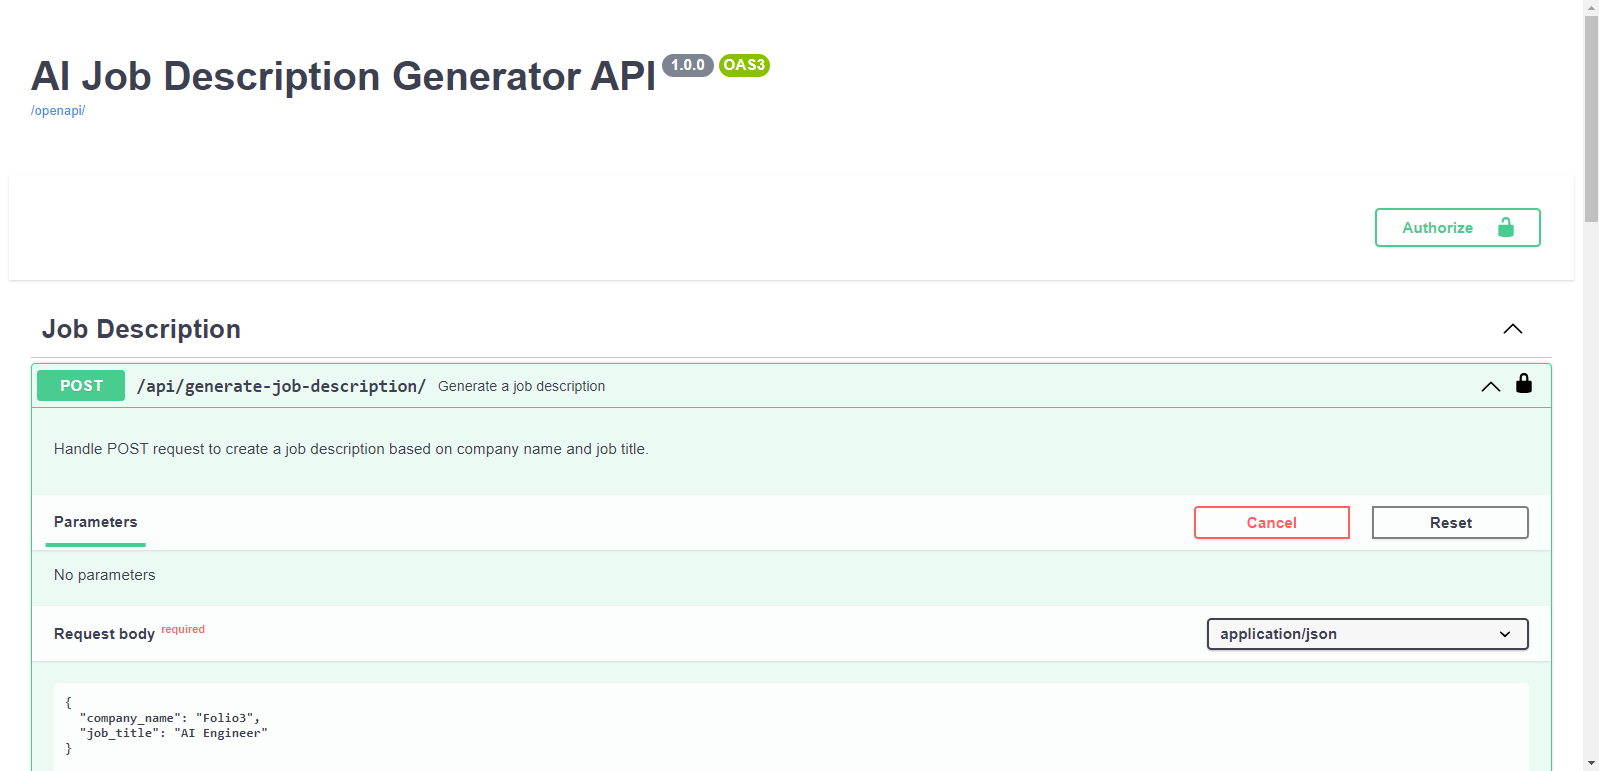 AI Job Description Generator API 1.0.0 OAS3
/openapi/
Authorize
Job Description
POST /api/generate-job-description/ Generate a job description
Handle POST request to create a job description based on company name and job title.
Parameters Cancel Reset
No parameters
Request body required application/json
{
  "company_name": "Folio3",
  "job_title": "AI Engineer"
}